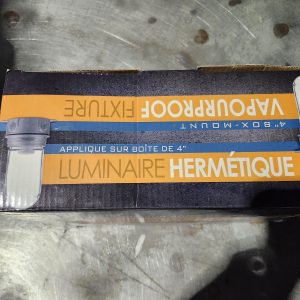 VAPOURPROOF
FIXTURE
4" BOX-MOUNT
APPLIQUE SUR BOÎTE DE 4"
LUMINAIRE HERMÉTIQUE